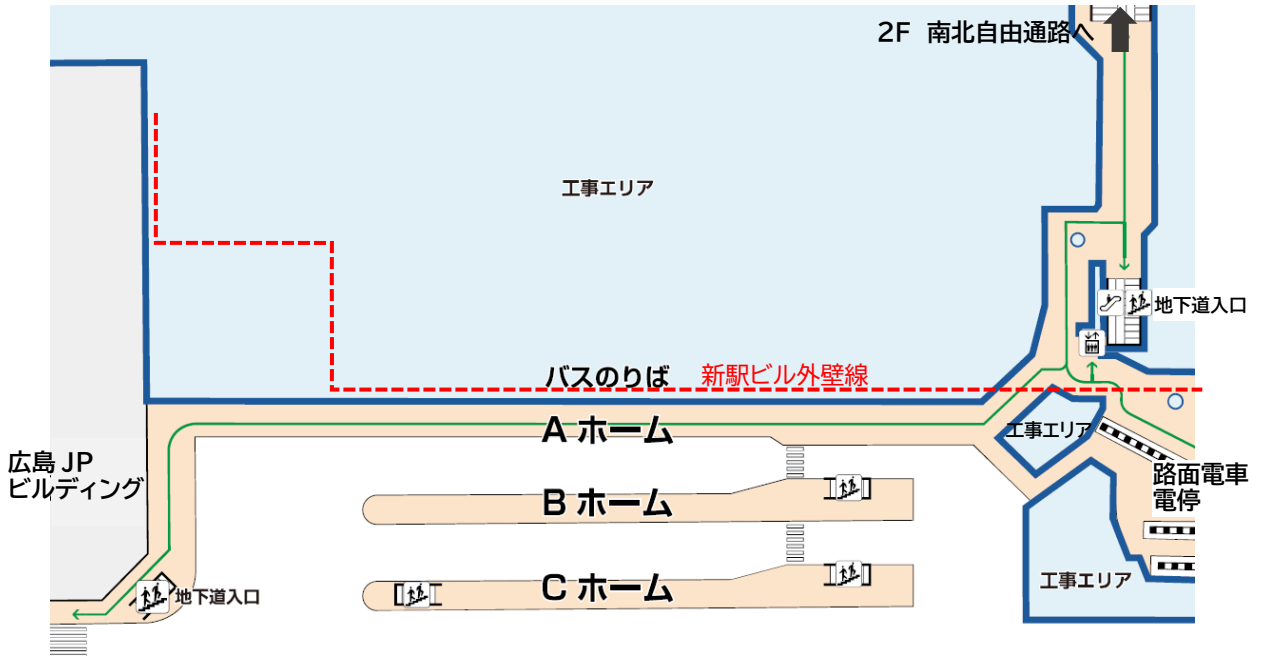 2F 南北自由通路へ
工事エリア
地下道入口
バスのりば
新駅ビル外壁線
A ホーム
工事エリア
広島 JP
ビルディング
路面電車
電停
B ホーム
工事エリア
C ホーム
地下道入口